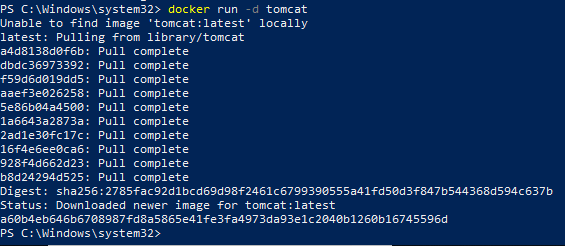 PS C:\Windows\system32> docker run -d tomcat
Unable to find image 'tomcat:latest' locally
latest: Pulling from library/tomcat
a4d8138d0f6b: Pull complete
dbdc36973392: Pull complete
f59d6d019dd5: Pull complete
aaef3e026258: Pull complete
5e86b04a4500: Pull complete
1a6643a2873a: Pull complete
2ad1e30fc17c: Pull complete
16f4e6ee0ca6: Pull complete
928f4d662d23: Pull complete
b8d24294d525: Pull complete
Digest: sha256:2785fac92d1bcd69d98f2461c6799390555a41fd50d3f847b544368d594c637b
Status: Downloaded newer image for tomcat:latest
a60b4eb646b6708987fd8a5865e41fe3fa4973da93e1c2040b1260b16745596d
PS C:\Windows\system32>